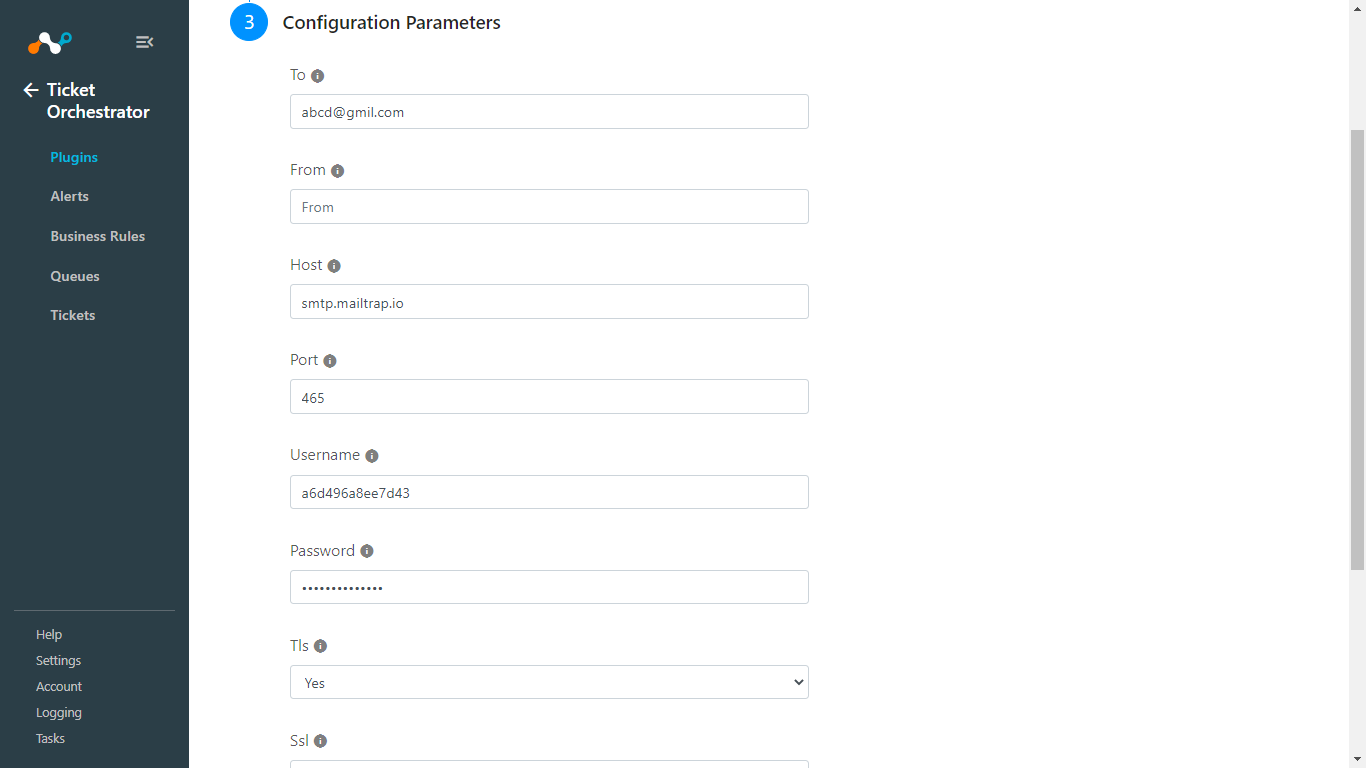 Ticket
Orchestrator
Plugins
Alerts
Business Rules
Queues
Tickets
Help
Settings
Account
Logging
Tasks
3 Configuration Parameters
To
abcd@gmil.com
From
From
Host
smtp.mailtrap.io
Port
465
Username
a6d496a8ee7d43
Password
••••••••••••••
Tls
Yes
Ssl